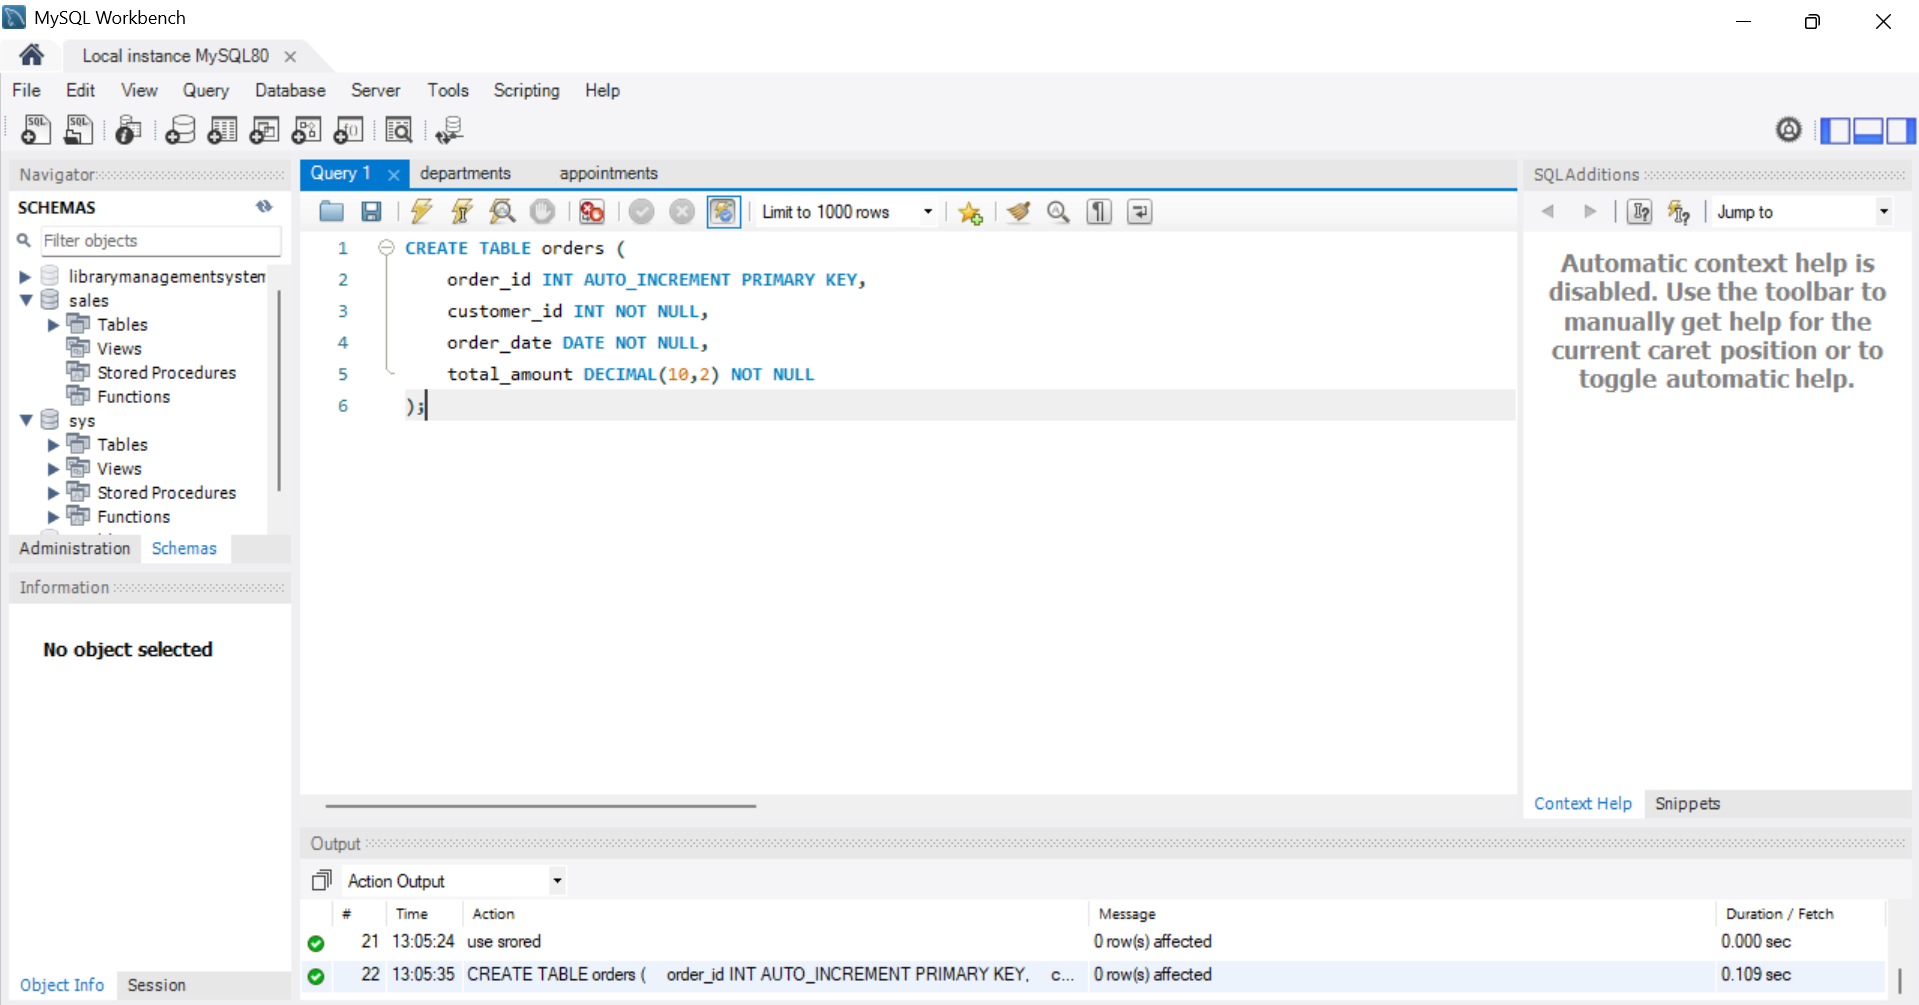 MySQL Workbench
Local instance MySQL80
File Edit View Query Database Server Tools Scripting Help
Navigator
SCHEMAS
Filter objects
librarymanagementsystem
sales
Tables
Views
Stored Procedures
Functions
sys
Tables
Views
Stored Procedures
Functions
Administration Schemas
Information
No object selected
Object Info Session
Query 1 departments appointments
Limit to 1000 rows
1 CREATE TABLE orders (
2 order_id INT AUTO_INCREMENT PRIMARY KEY,
3 customer_id INT NOT NULL,
4 order_date DATE NOT NULL,
5 total_amount DECIMAL(10,2) NOT NULL
6 );
SQLAdditions
Jump to
Automatic context help is
disabled. Use the toolbar to
manually get help for the
current caret position or to
toggle automatic help.
Context Help Snippets
Output
Action Output
# Time Action Message Duration / Fetch
21 13:05:24 use srored 0 row(s) affected 0.000 sec
22 13:05:35 CREATE TABLE orders ( order_id INT AUTO_INCREMENT PRIMARY KEY, c... 0 row(s) affected 0.109 sec